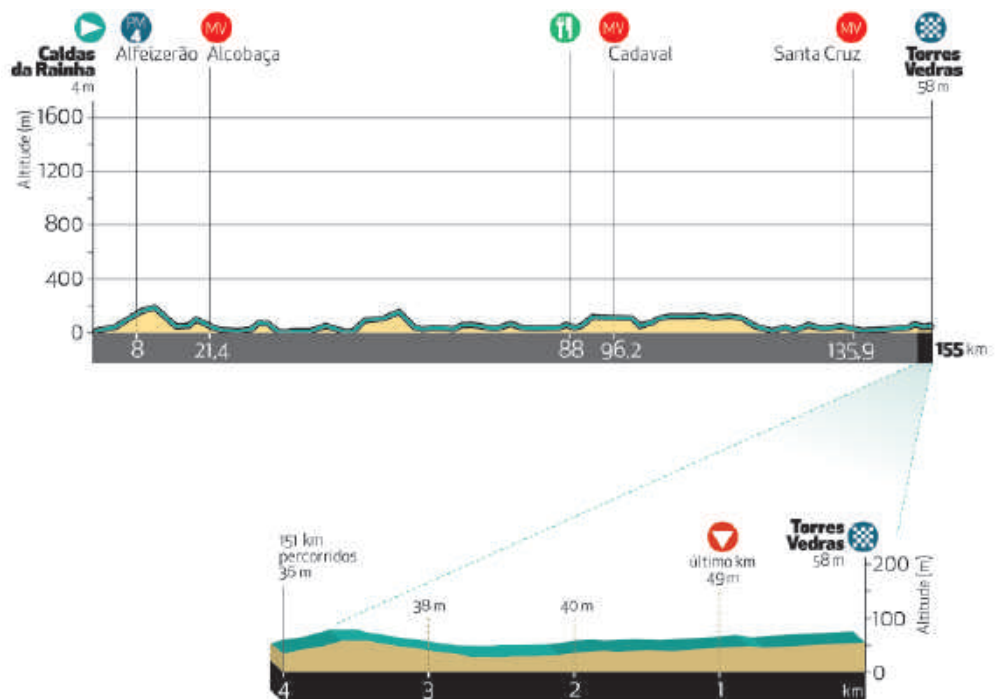 PM
4
MV
MV
MV
Caldas
da Rainha
4 m
Alfeizerão
Alcobaça
Cadaval
Santa Cruz
Torres
Vedras
58 m
Altitude (m)
1600
1200
800
400
0
8
21,4
88
96,2
135,9
155 km
151 km
percorridos
36 m
38 m
40 m
último km
49 m
Torres
Vedras
58 m
200
100
0
Altitude (m)
4
3
2
1
km